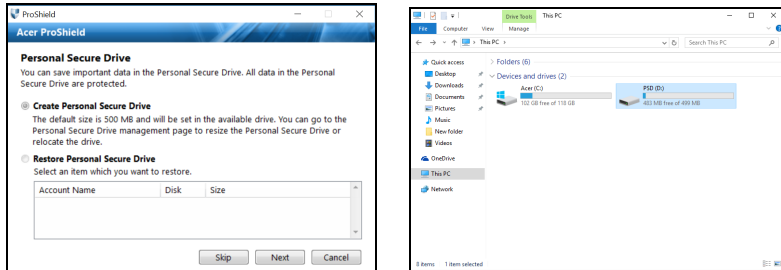 ProShield
Acer ProShield
Personal Secure Drive
You can save important data in the Personal Secure Drive. All data in the Personal
Secure Drive are protected.
Create Personal Secure Drive
The default size is 500 MB and will be set in the available drive. You can go to the
Personal Secure Drive management page to resize the Personal Secure Drive or
relocate the drive.
Restore Personal Secure Drive
Select an item which you want to restore.
Account Name Disk Size
Skip Next Cancel
Drive Tools This PC
File Computer View Manage
This PC Search This PC
Quick access
Desktop
Downloads
Documents
Pictures
Music
New folder
Videos
OneDrive
This PC
Network
Folders (6)
Devices and drives (2)
Acer (C:)
102 GB free of 118 GB
PSD (D:)
483 MB free of 499 MB
8 items 1 item selected